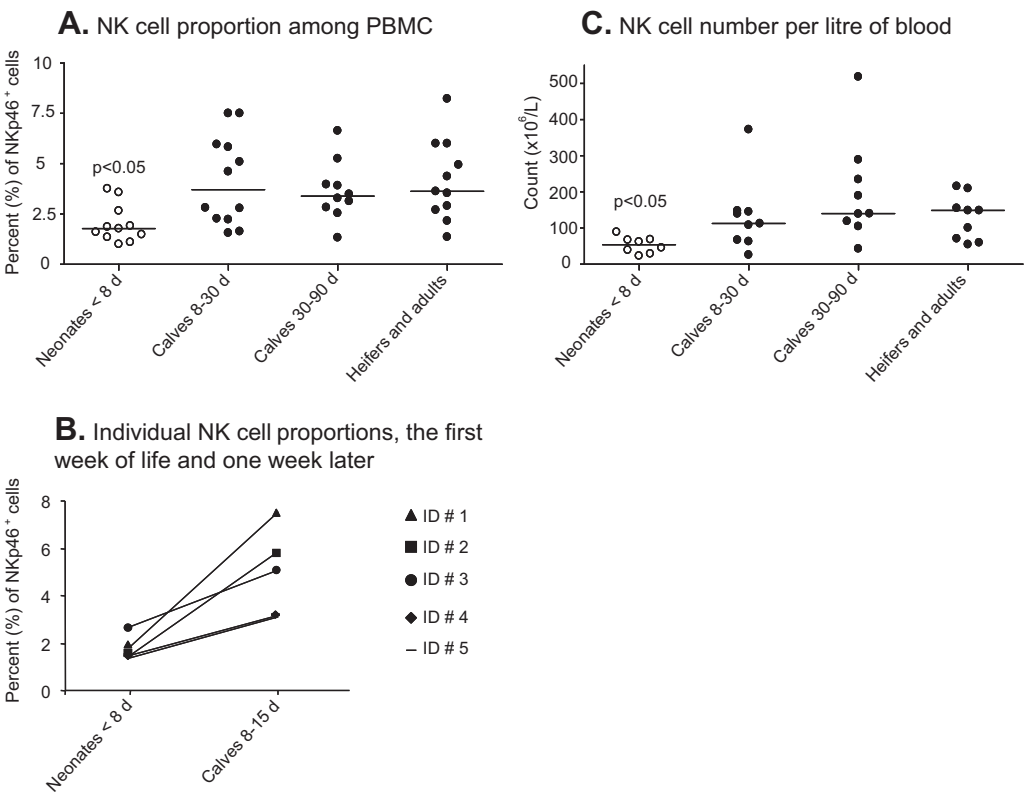 A. NK cell proportion among PBMC
Percent (%) of NKp46⁺ cells
10
7.5
5
2.5
0
p<0.05
Neonates < 8 d
Calves 8-30 d
Calves 30-90 d
Heifers and adults
C. NK cell number per litre of blood
Count (x10⁶/L)
500
400
300
200
100
0
p<0.05
Neonates < 8 d
Calves 8-30 d
Calves 30-90 d
Heifers and adults
B. Individual NK cell proportions, the first
week of life and one week later
Percent (%) of NKp46⁺ cells
8
6
4
2
0
Neonates < 8 d
Calves 8-15 d
ID # 1
ID # 2
ID # 3
ID # 4
ID # 5